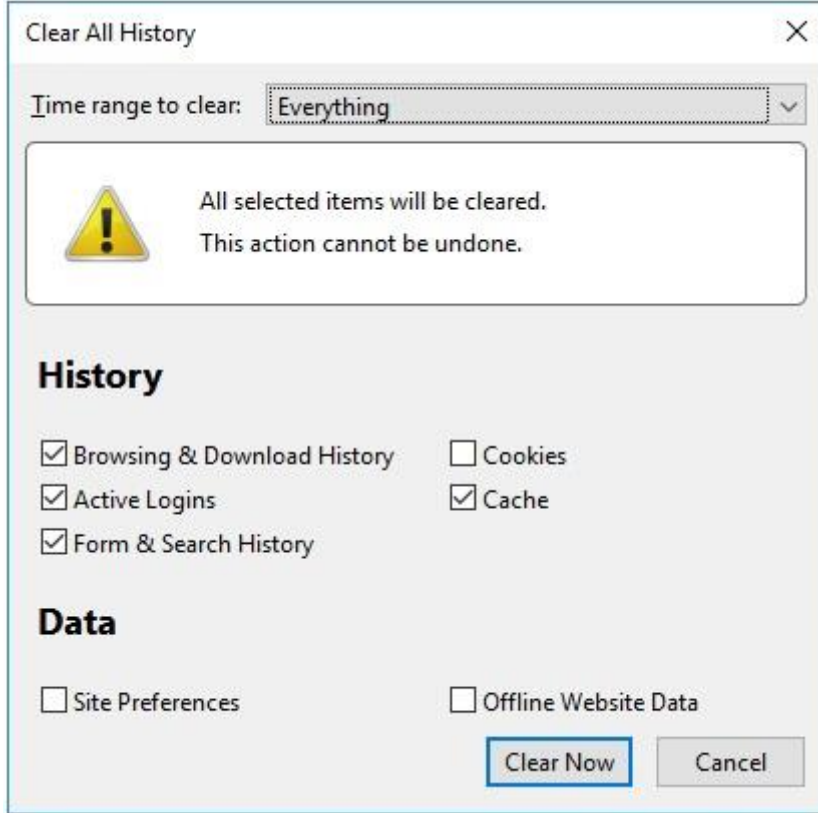 Clear All History
Time range to clear: Everything
All selected items will be cleared.
This action cannot be undone.
History
Browsing & Download History Cookies
Active Logins Cache
Form & Search History
Data
Site Preferences Offline Website Data
Clear Now Cancel